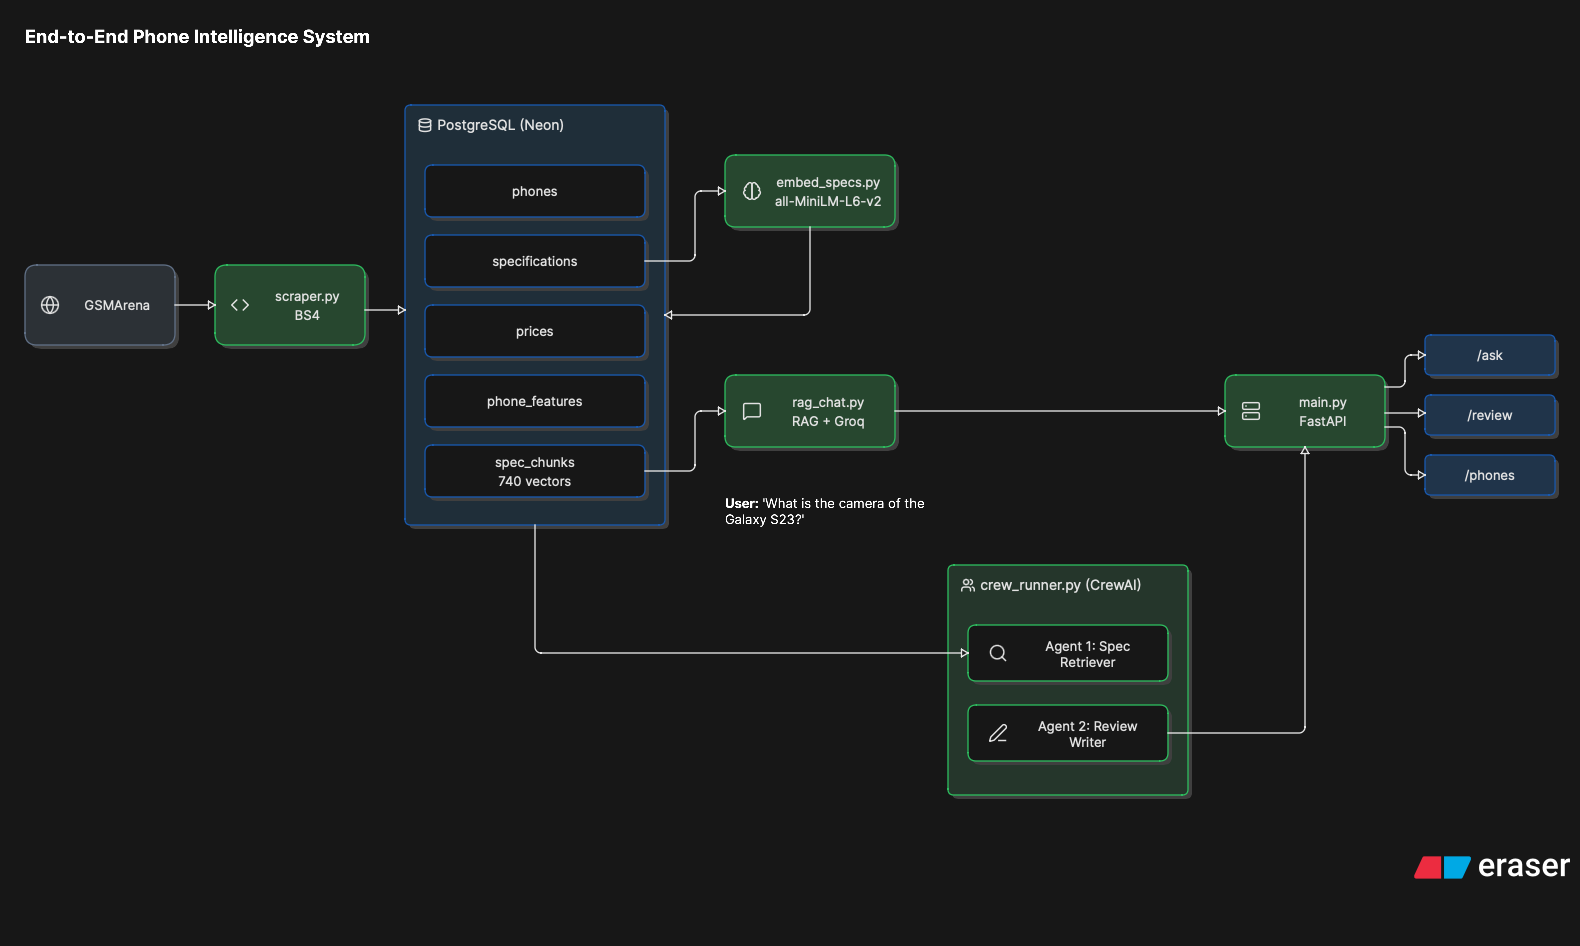 End-to-End Phone Intelligence System
PostgreSQL (Neon)
phones
specifications
prices
phone_features
spec_chunks
740 vectors
GSMArena
scraper.py
BS4
embed_specs.py
all-MiniLM-L6-v2
rag_chat.py
RAG + Groq
User: 'What is the camera of the
Galaxy S23?'
crew_runner.py (CrewAI)
Agent 1: Spec
Retriever
Agent 2: Review
Writer
main.py
FastAPI
/ask
/review
/phones
eraser